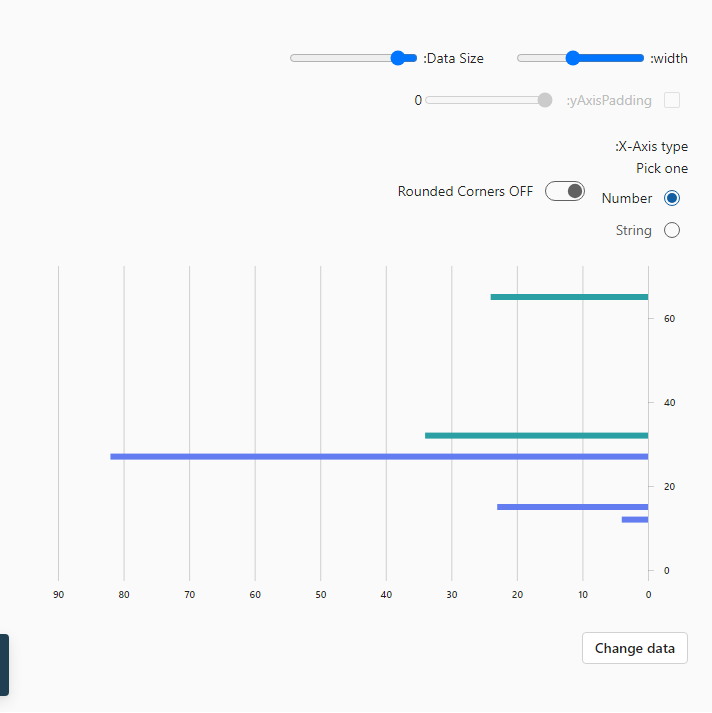 :width
:Data Size
:yAxisPadding
0
:X-Axis type
Pick one
Number
String
Rounded Corners OFF
60
40
20
0
90 80 70 60 50 40 30 20 10 0
Change data